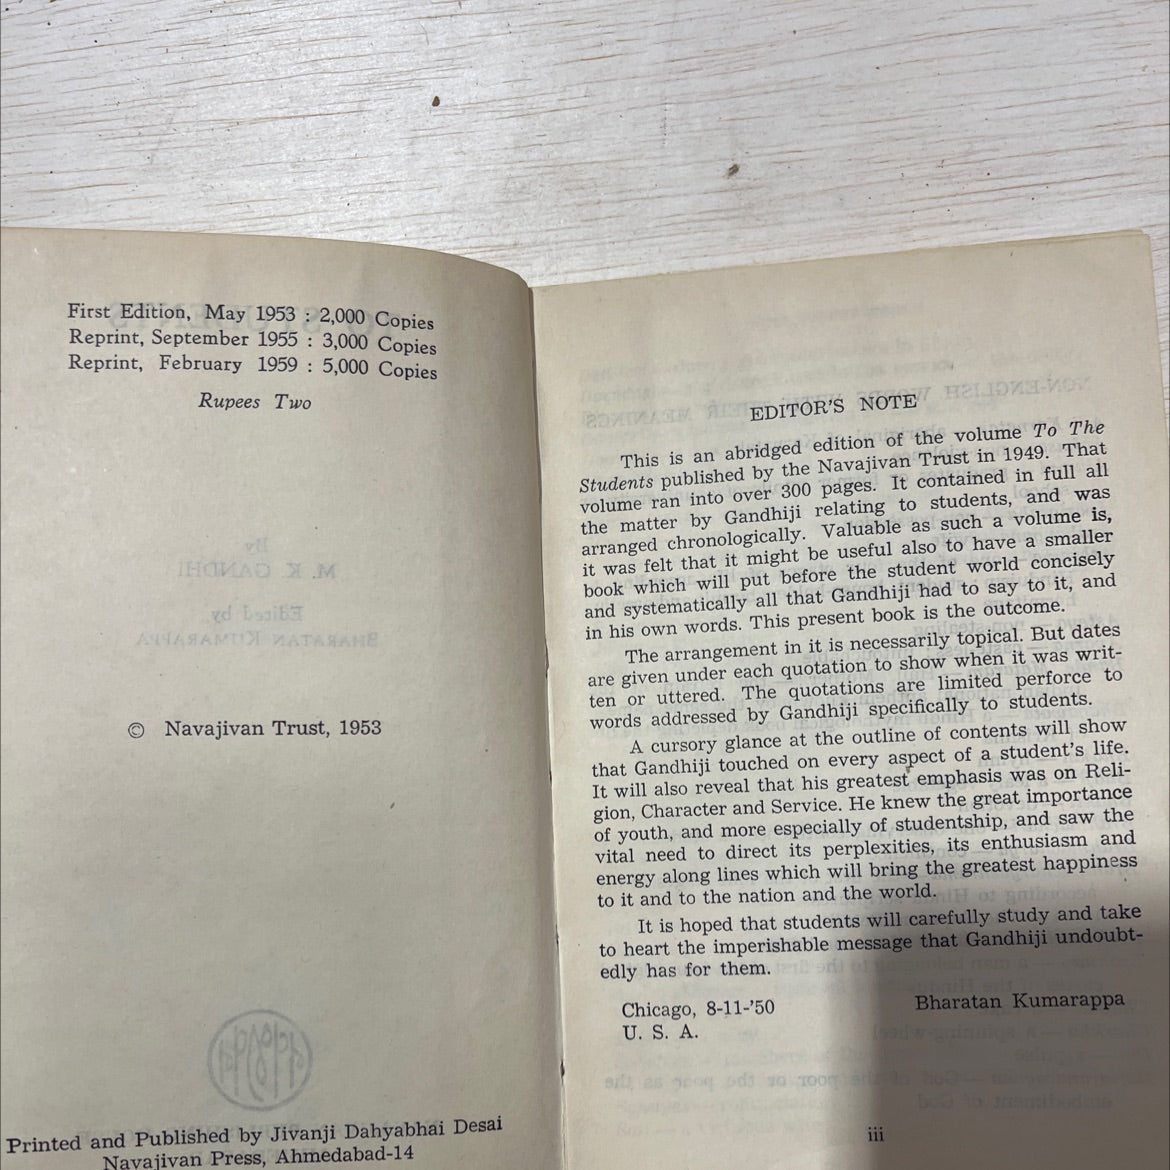 First Edition, May 1953 : 2,000 Copies
Reprint, September 1955 : 3,000 Copies
Reprint, February 1959 : 5,000 Copies
Rupees Two
© Navajivan Trust, 1953
Printed and Published by Jivanji Dahyabhai Desai
Navajivan Press, Ahmedabad-14
EDITOR'S NOTE
This is an abridged edition of the volume To The
Students published by the Navajivan Trust in 1949. That
volume ran into over 300 pages. It contained in full all
the matter by Gandhiji relating to students, and was
arranged chronologically. Valuable as such a volume is,
it was felt that it might be useful also to have a smaller
book which will put before the student world concisely
and systematically all that Gandhiji had to say to it, and
in his own words. This present book is the outcome.
The arrangement in it is necessarily topical. But dates
are given under each quotation to show when it was writ-
ten or uttered. The quotations are limited perforce to
words addressed by Gandhiji specifically to students.
A cursory glance at the outline of contents will show
that Gandhiji touched on every aspect of a student's life.
It will also reveal that his greatest emphasis was on Reli-
gion, Character and Service. He knew the great importance
of youth, and more especially of studentship, and saw the
vital need to direct its perplexities, its enthusiasm and
energy along lines which will bring the greatest happiness
to it and to the nation and the world.
It is hoped that students will carefully study and take
to heart the imperishable message that Gandhiji undoubt-
edly has for them.
Chicago, 8-11-'50 Bharatan Kumarappa
U. S. A.
iii